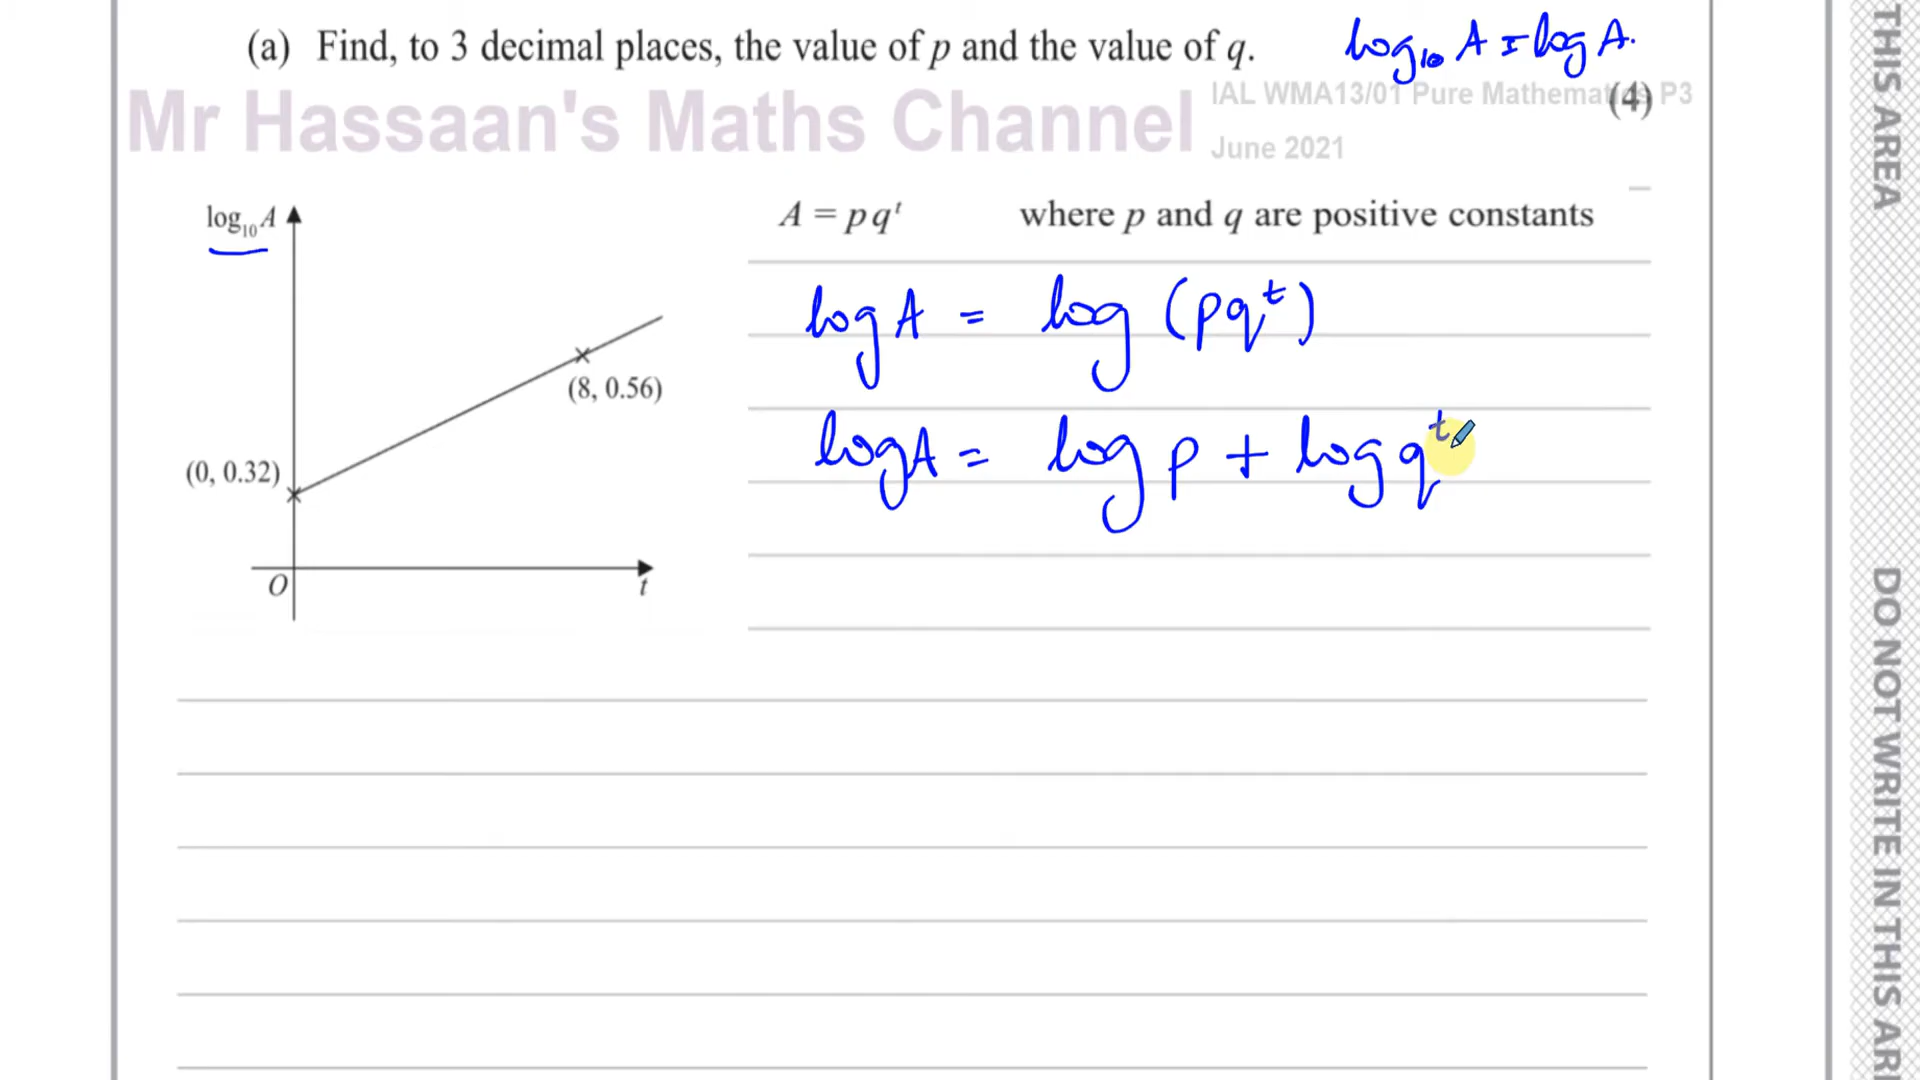 (a) Find, to 3 decimal places, the value of p and the value of q.
log₁₀ A = log A.
(4)
Mr Hassaan's Maths Channel
IAL WMA13/01 Pure Mathematics P3
June 2021
log₁₀ A
(8, 0.56)
(0, 0.32)
O
t
A = pqᵗ where p and q are positive constants
log A = log (pqᵗ)
log A = log p + log qᵗ
THIS AREA
DO NOT WRITE IN THIS AR